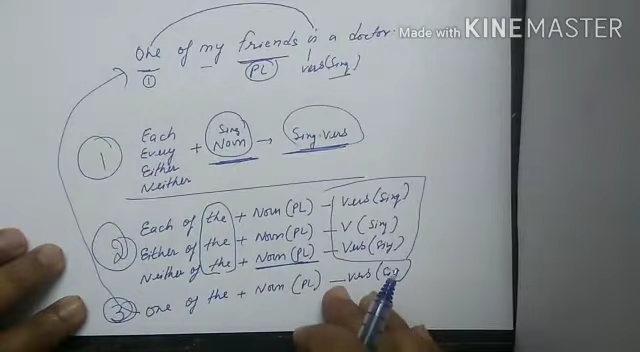 Made with KINEMASTER
One of my friends is a doctor.
1 (PL) verb (Sing)
1 Each
Every
Either
Neither
+ Sing Noun → Sing. verb
2 Each of the + Noun (PL) - Verb (Sing)
Either of the + Noun (PL) - V (Sing)
Neither of the + Noun (PL) - Verb (Sing)
3 One of the + Noun (PL) - verb (Sing)